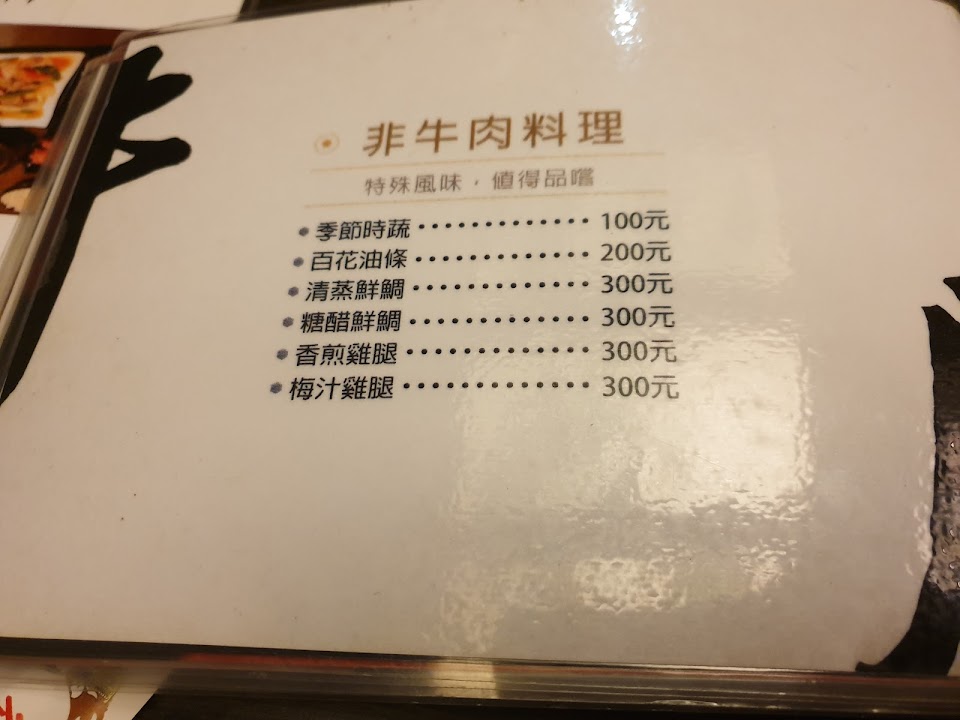 非牛肉料理
特殊風味，值得品嚐
季節時蔬 ············· 100元
百花油條 ············· 200元
清蒸鮮鯛 ············· 300元
糖醋鮮鯛 ············· 300元
香煎雞腿 ············· 300元
梅汁雞腿 ············· 300元